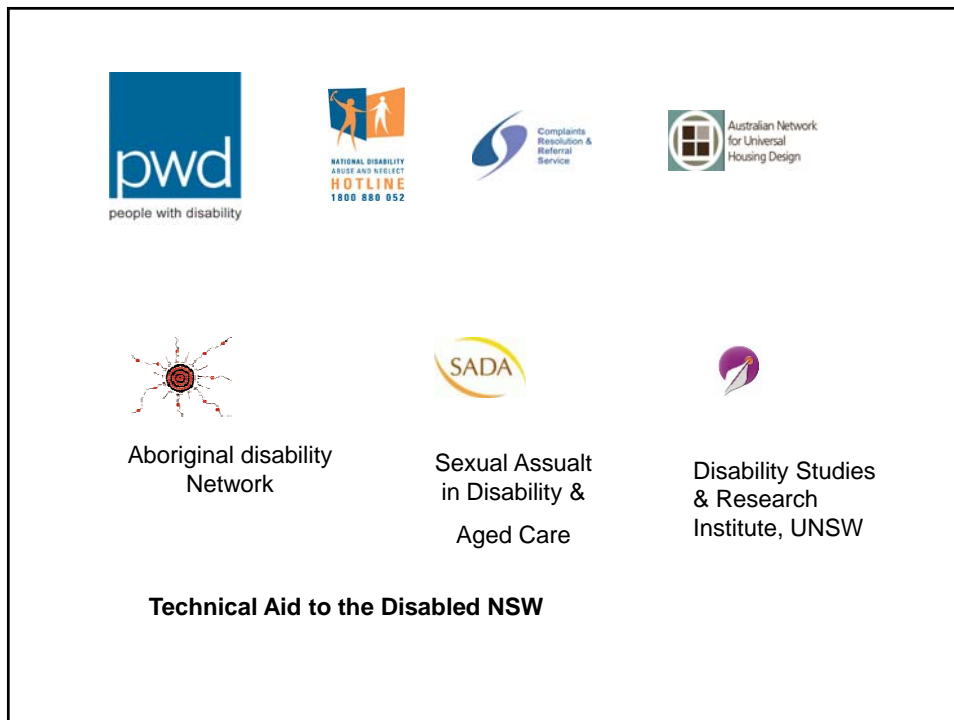 pwd
people with disability
NATIONAL DISABILITY
ABUSE AND NEGLECT
HOTLINE
1800 880 052
Complaints
Resolution &
Referral
Service
Australian Network
for Universal
Housing Design
Aboriginal disability
Network
SADA
Sexual Assualt
in Disability &
Aged Care
Disability Studies
& Research
Institute, UNSW
Technical Aid to the Disabled NSW